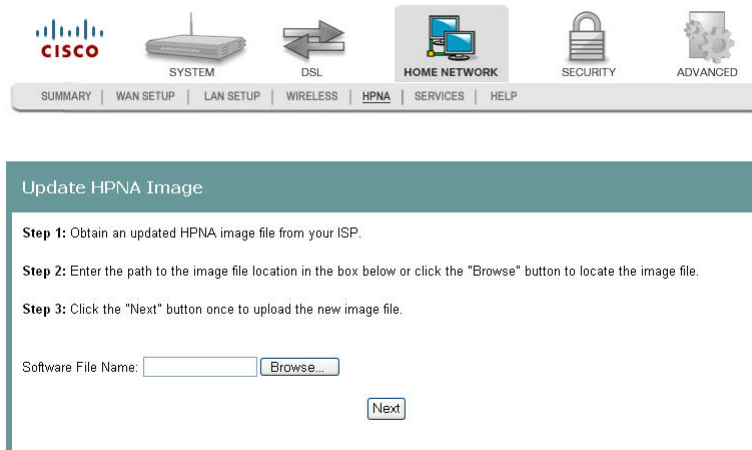 CISCO
SYSTEM
DSL
HOME NETWORK
SECURITY
ADVANCED
SUMMARY | WAN SETUP | LAN SETUP | WIRELESS | HPNA | SERVICES | HELP
Update HPNA Image
Step 1: Obtain an updated HPNA image file from your ISP.
Step 2: Enter the path to the image file location in the box below or click the "Browse" button to locate the image file.
Step 3: Click the "Next" button once to upload the new image file.
Software File Name: Browse...
Next